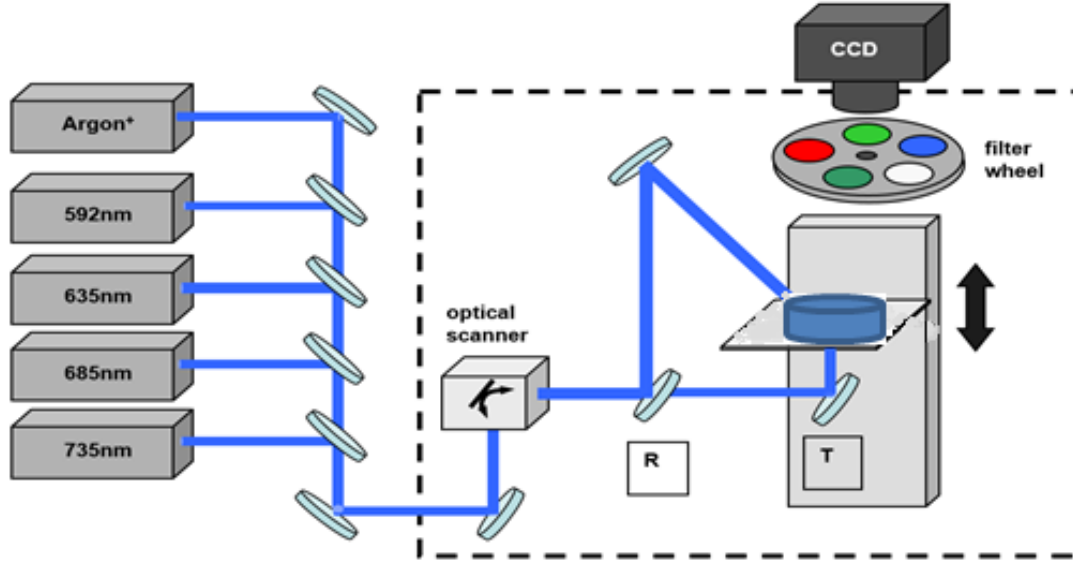 CCD
Argon⁺
filter
wheel
592nm
635nm
optical
scanner
685nm
735nm
R
T